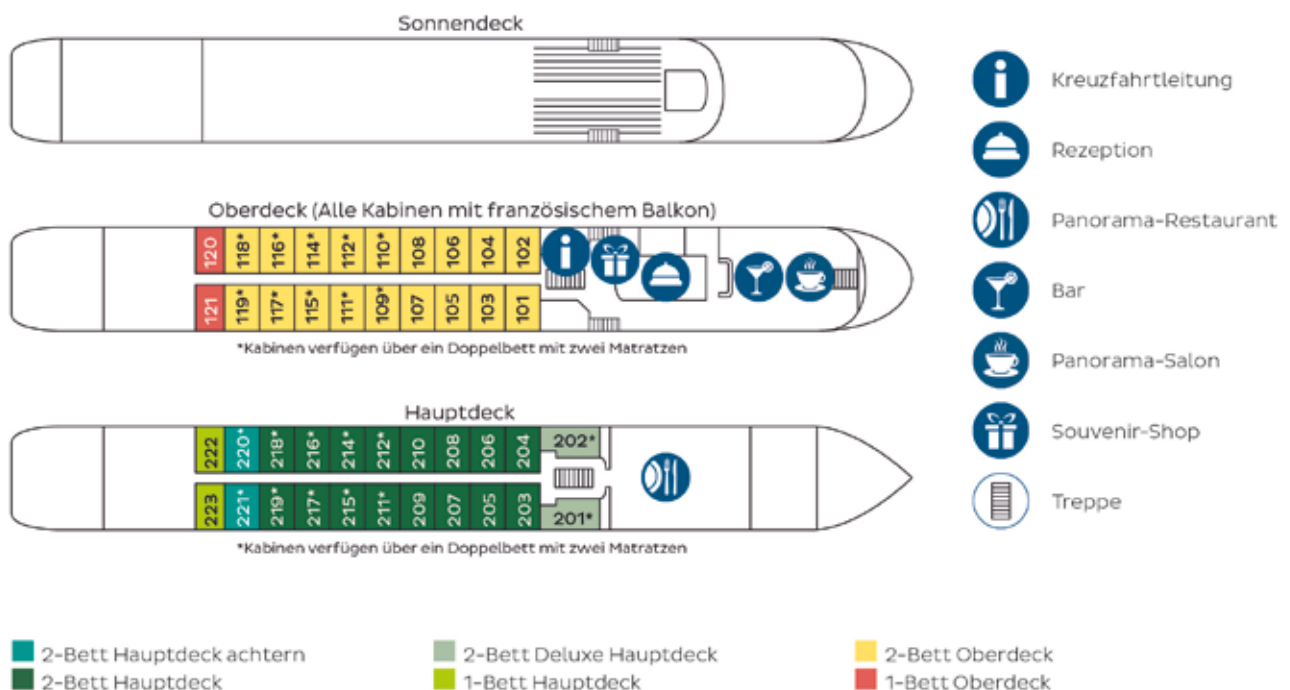 Sonnendeck
Oberdeck (Alle Kabinen mit französischem Balkon)
120 118* 116* 114* 112* 110* 108 106 104 102
121 119* 117* 115* 111* 109* 107 105 103 101
*Kabinen verfügen über ein Doppelbett mit zwei Matratzen
Hauptdeck
222 220* 218* 216* 214* 212* 210 208 206 204 202*
223 221* 219* 217* 215* 211* 209 207 205 203 201*
*Kabinen verfügen über ein Doppelbett mit zwei Matratzen
Kreuzfahrtleitung
Rezeption
Panorama-Restaurant
Bar
Panorama-Salon
Souvenir-Shop
Treppe
2-Bett Hauptdeck achtern
2-Bett Hauptdeck
2-Bett Deluxe Hauptdeck
1-Bett Hauptdeck
2-Bett Oberdeck
1-Bett Oberdeck